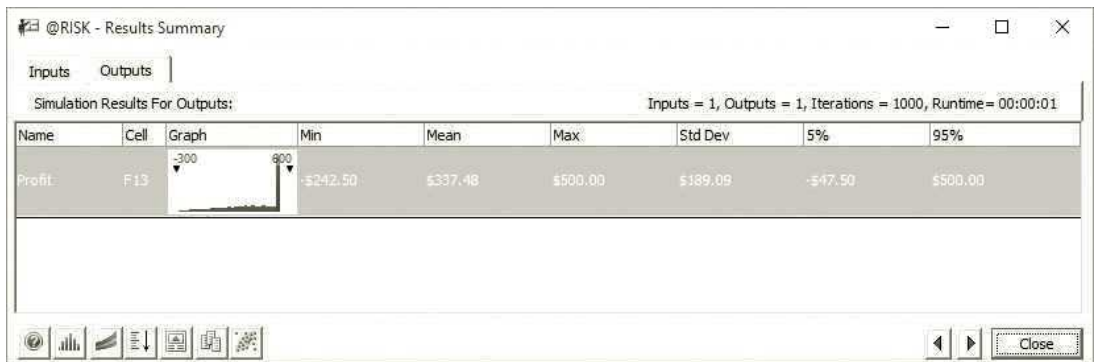 @RISK - Results Summary
Inputs Outputs
Simulation Results For Outputs: Inputs = 1, Outputs = 1, Iterations = 1000, Runtime= 00:00:01
Name Cell Graph Min Mean Max Std Dev 5% 95%
-300 600
Profit F13 -$242.50 $337.48 $500.00 $189.09 -$47.50 $500.00
Close